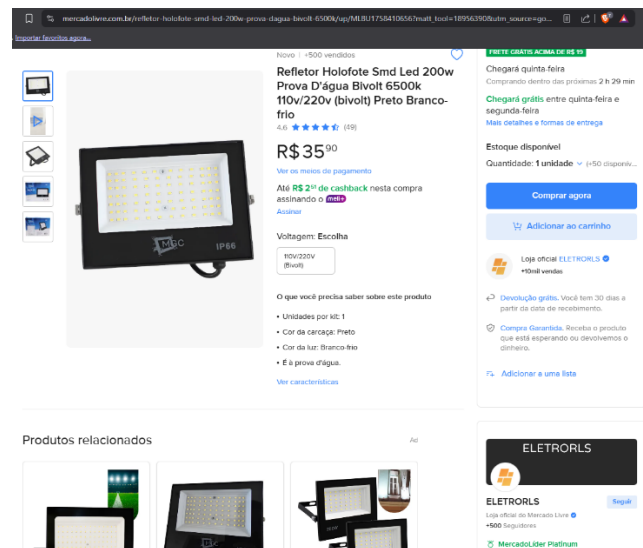 mercadolivre.com.br/refletor-holofote-smd-led-200w-prova-dagua-bivolt-6500k/up/MLBU1758410656?matt_tool=18956390&utm_source=go...
Importar favoritos agora...
Novo | +500 vendidos
Refletor Holofote Smd Led 200w
Prova D'água Bivolt 6500k
110v/220v (bivolt) Preto Branco-
frio
4,6 (49)
R$35⁹⁰
Ver os meios de pagamento
Até R$ 2 de cashback nesta compra
assinando o meli+
Assinar
Voltagem: Escolha
110V/220V
(Bivolt)
O que você precisa saber sobre este produto
• Unidades por kit: 1
• Cor da carcaça: Preto
• Cor da luz: Branco-frio
• É à prova d'água.
Ver características
MGC
IP66
FRETE GRÁTIS ACIMA DE R$ 19
Chegará quinta-feira
Comprando dentro das próximas 2 h 29 min
Chegará grátis entre quinta-feira e
segunda-feira
Mais detalhes e formas de entrega
Estoque disponível
Quantidade: 1 unidade (+50 disponív...
Comprar agora
Adicionar ao carrinho
Loja oficial ELETRORLS
+10mil vendas
Devolução grátis. Você tem 30 dias a
partir da data de recebimento.
Compra Garantida. Receba o produto
que está esperando ou devolvemos o
dinheiro.
Adicionar a uma lista
Produtos relacionados
Ad
ELETRORLS
ELETRORLS
Seguir
Loja oficial do Mercado Livre
+500 Seguidores
MercadoLíder Platinum